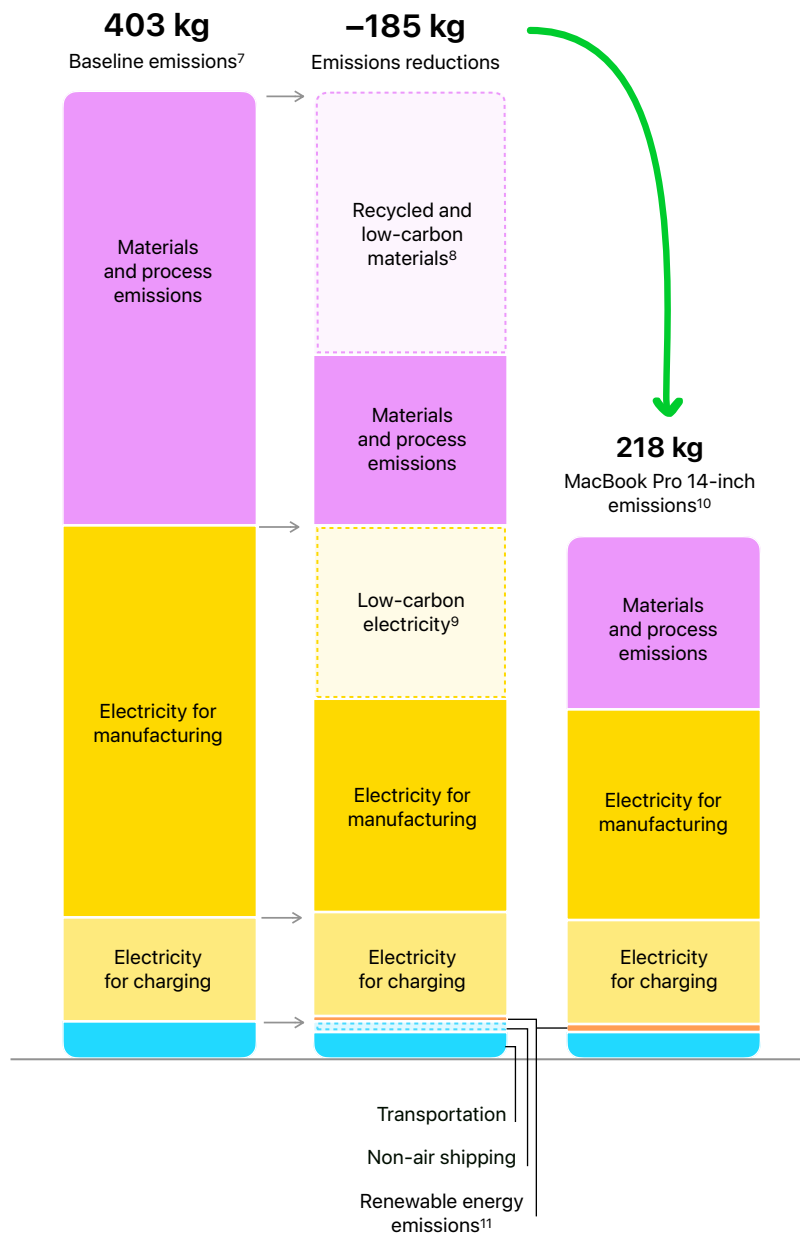 403 kg
Baseline emissions⁷
Materials
and process
emissions
Electricity for
manufacturing
Electricity
for charging
–185 kg
Emissions reductions
Recycled and
low-carbon
materials⁸
Materials
and process
emissions
Low-carbon
electricity⁹
Electricity for
manufacturing
Electricity
for charging
218 kg
MacBook Pro 14-inch
emissions¹⁰
Materials
and process
emissions
Electricity for
manufacturing
Electricity
for charging
Transportation
Non-air shipping
Renewable energy
emissions¹¹